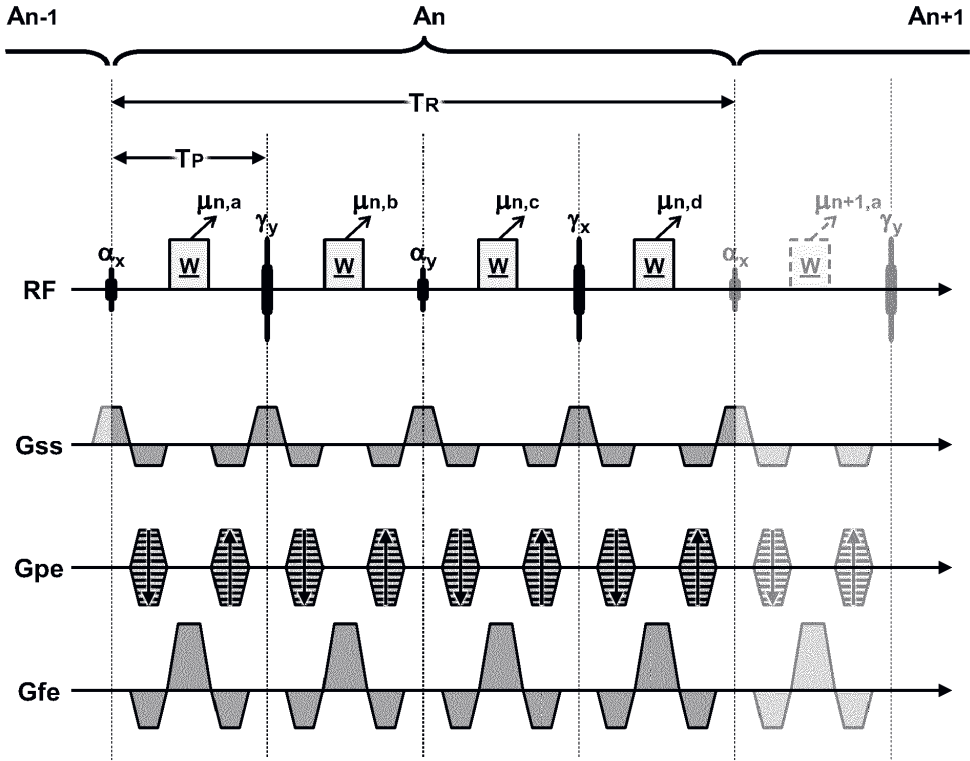 An-1 An An+1
TR
TP
μn,a μn,b μn,c μn,d μn+1,a
αx γy αy γx αx γy
RF W W W W W
Gss
Gpe
Gfe